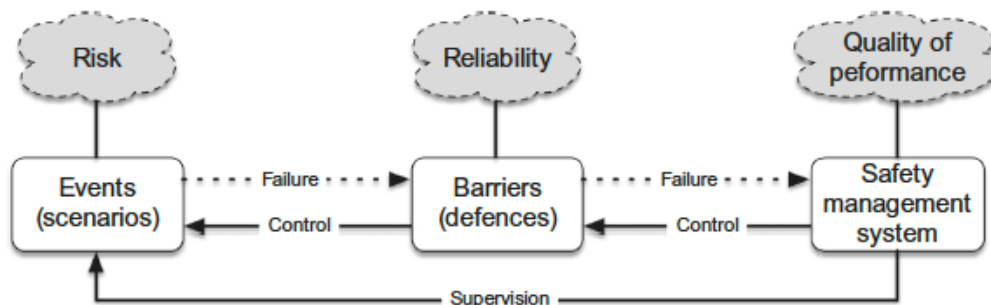 Risk
Reliability
Quality of
peformance
Events
(scenarios)
Failure
Control
Barriers
(defences)
Failure
Control
Safety
management
system
Supervision